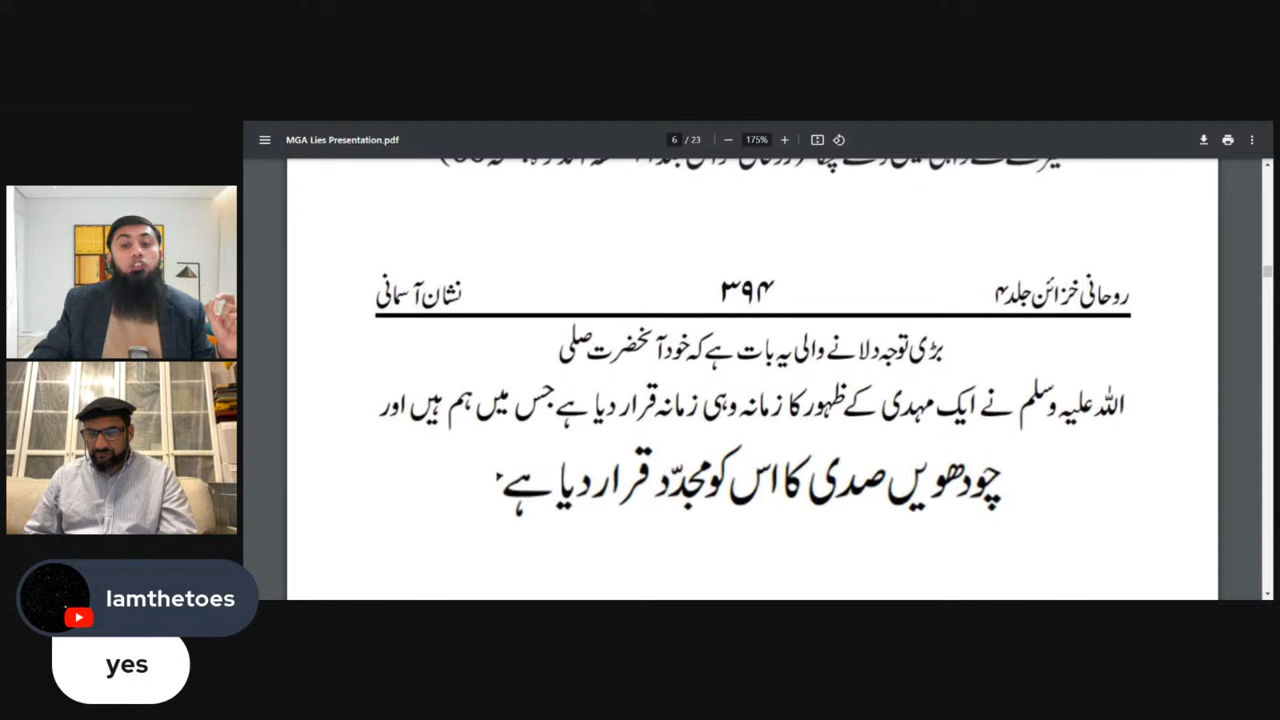 MGA Lies Presentation.pdf
6 / 23
175%
روحانی خزائن جلد ۴
۳۹۴
نشان آسمانی
بڑی توجہ دلانے والی یہ بات ہے کہ خود آنحضرت صلی
اللہ علیہ وسلم نے ایک مہدی کے ظہور کا زمانہ وہی زمانہ قرار دیا ہے جس میں ہم ہیں اور
چودھویں صدی کا اس کو مجدّد قرار دیا ہے
Iamthetoes
yes